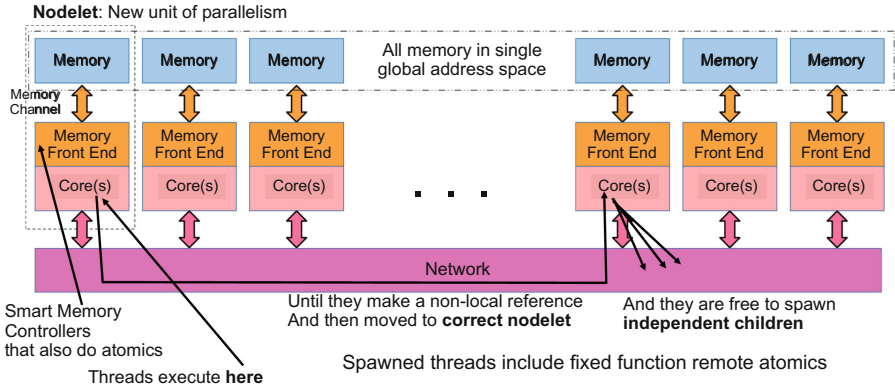 Nodelet: New unit of parallelism
Memory Memory Memory All memory in single Memory Memory Memory
global address space
Memory
Channel
Memory Memory Memory Memory Memory Memory
Front End Front End Front End Front End Front End Front End
Core(s) Core(s) Core(s) . . . Core(s) Core(s) Core(s)
Network
Smart Memory
Controllers
that also do atomics
Until they make a non-local reference
And then moved to correct nodelet
And they are free to spawn
independent children
Threads execute here
Spawned threads include fixed function remote atomics